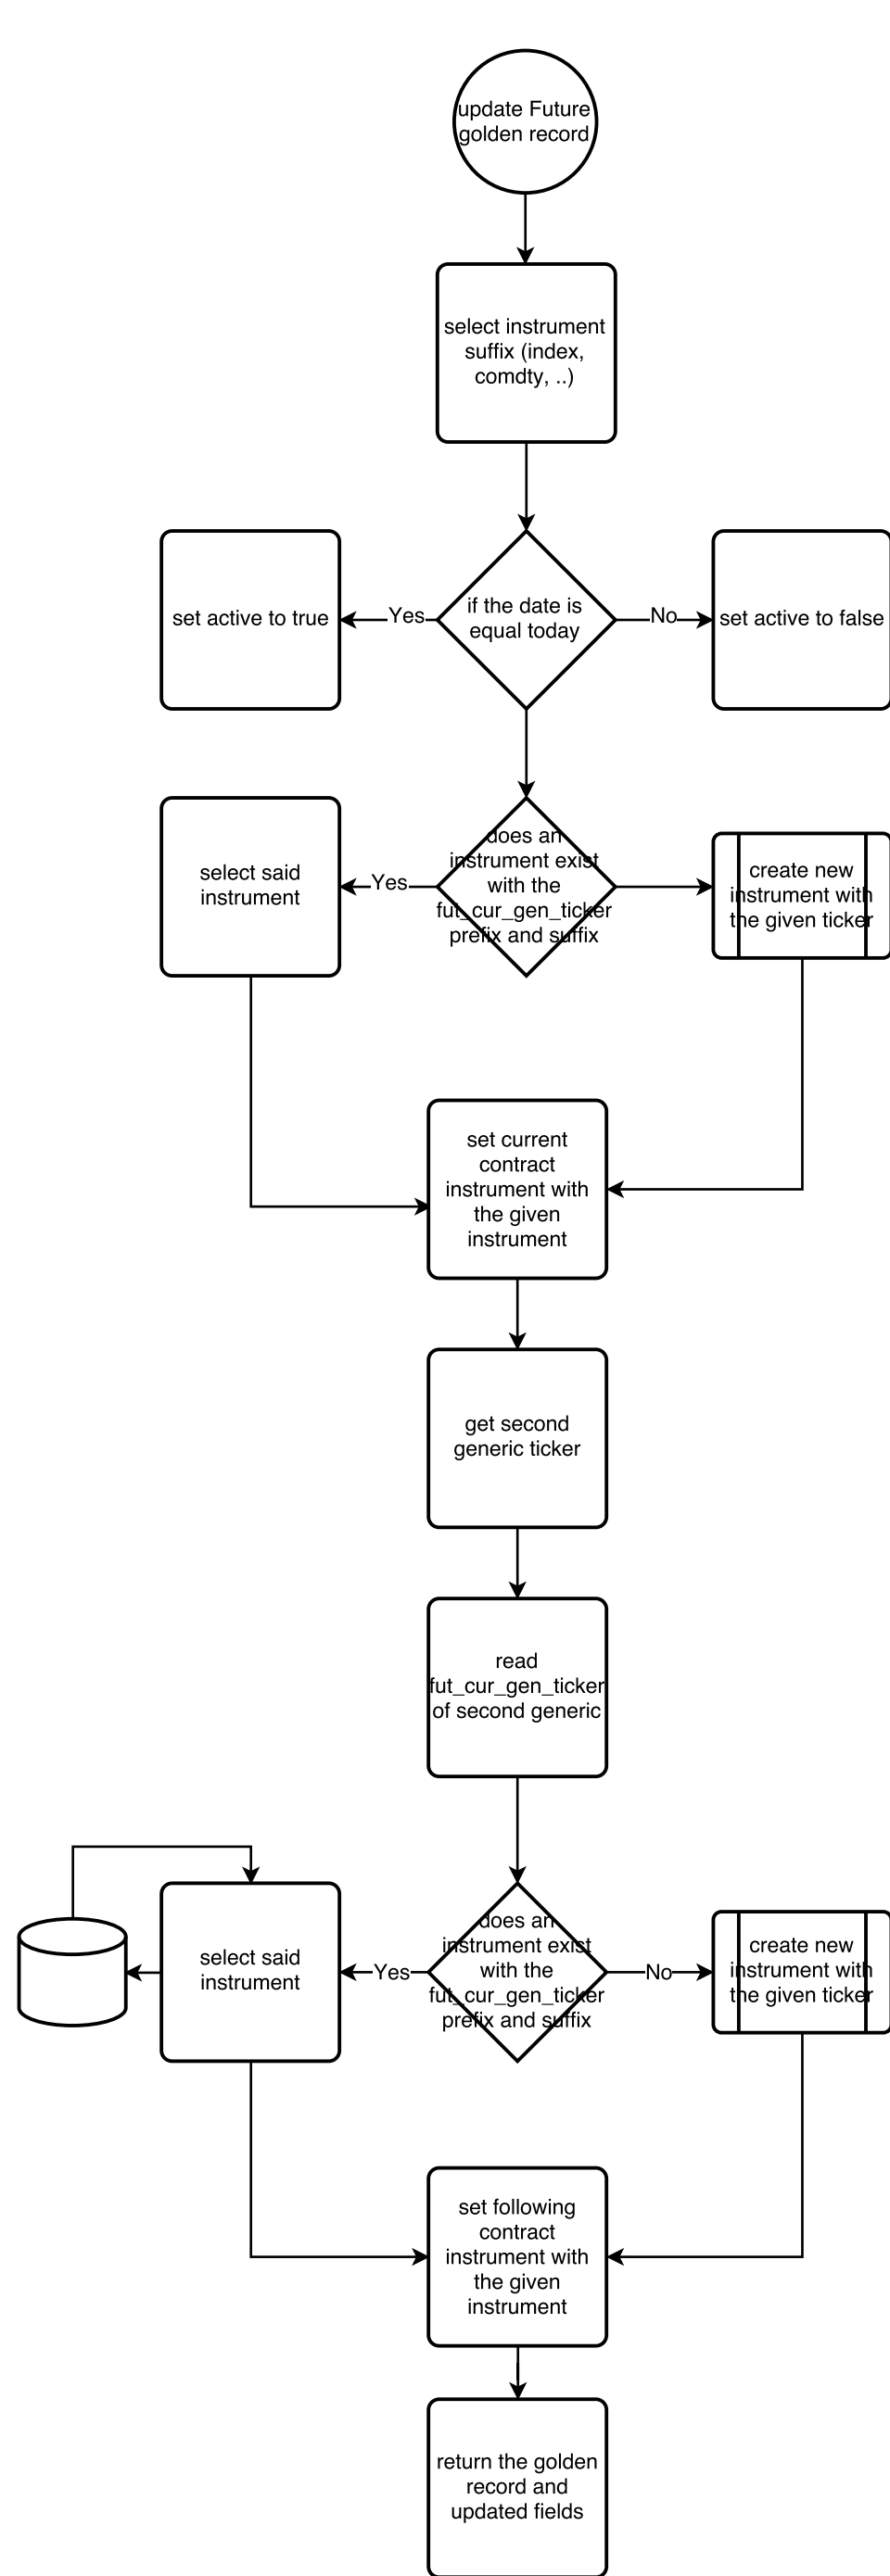 update Future
golden record
select instrument
suffix (index,
comdty, ..)
set active to true
Yes
if the date is
equal today
No
set active to false
select said
instrument
Yes
does an
instrument exist
with the
fut_cur_gen_ticker
prefix and suffix
create new
instrument with
the given ticker
set current
contract
instrument with
the given
instrument
get second
generic ticker
read
fut_cur_gen_ticker
of second generic
select said
instrument
Yes
does an
instrument exist
with the
fut_cur_gen_ticker
prefix and suffix
No
create new
instrument with
the given ticker
set following
contract
instrument with
the given
instrument
return the golden
record and
updated fields